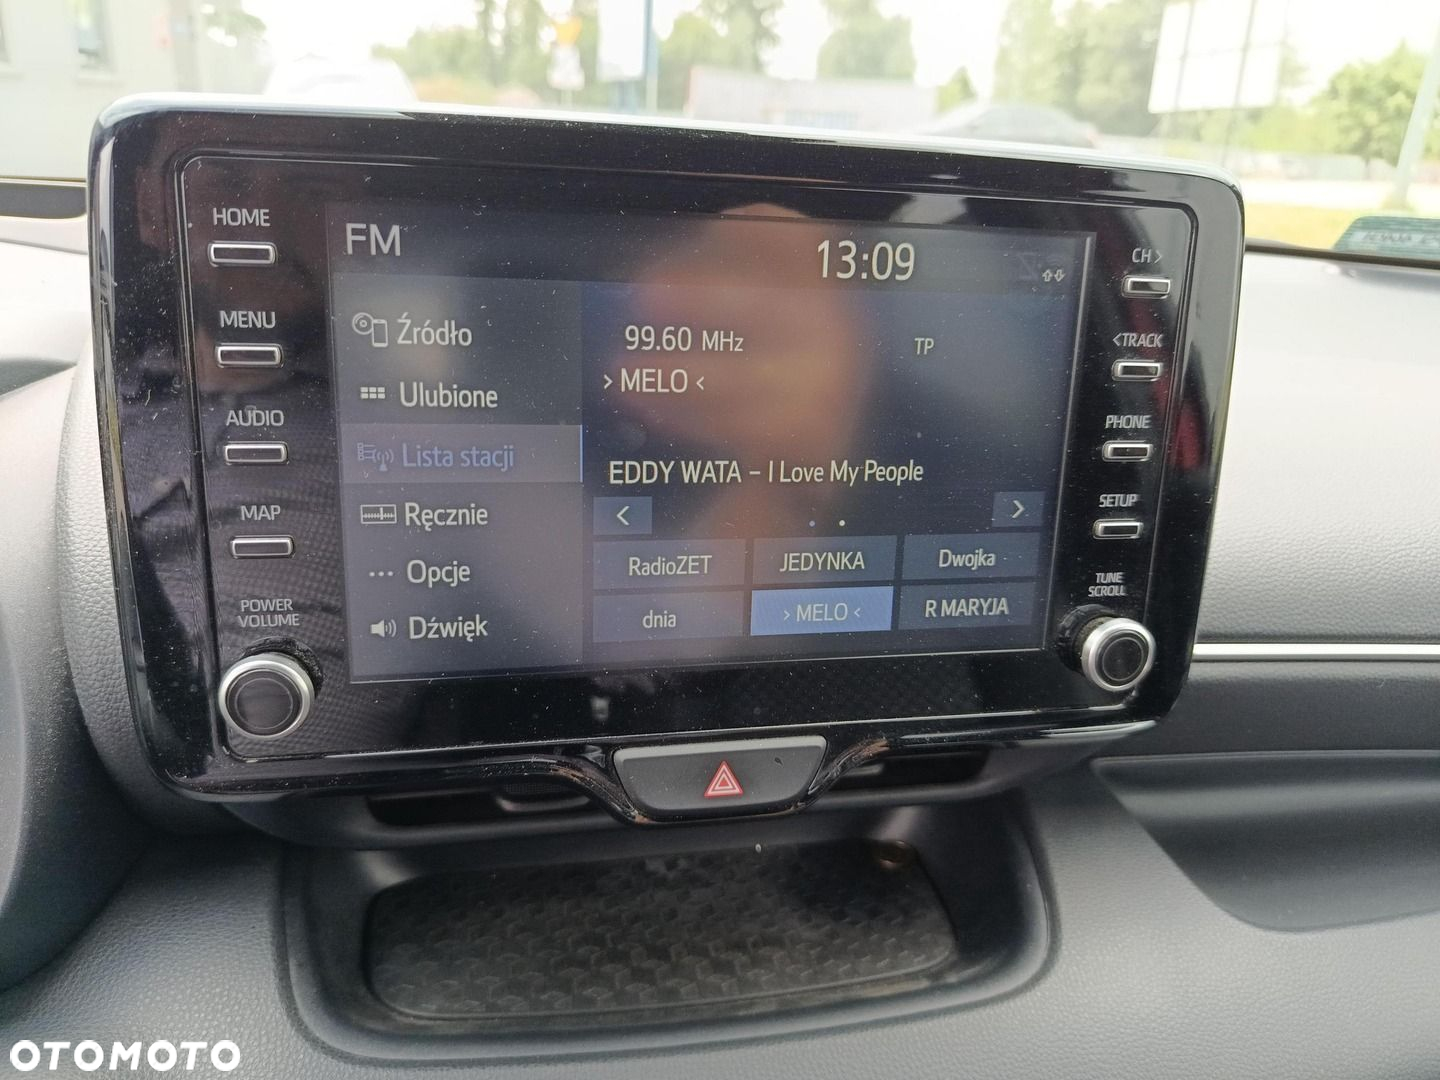 HOME
MENU
AUDIO
MAP
POWER
VOLUME
FM
13:09
Źródło
Ulubione
Lista stacji
Ręcznie
Opcje
Dźwięk
99.60 MHz
TP
› MELO ‹
EDDY WATA – I Love My People
<
>
RadioZET
JEDYNKA
Dwojka
dnia
› MELO ‹
R MARYJA
CH>
<TRACK
PHONE
SETUP
TUNE
SCROLL
OTOMOTO